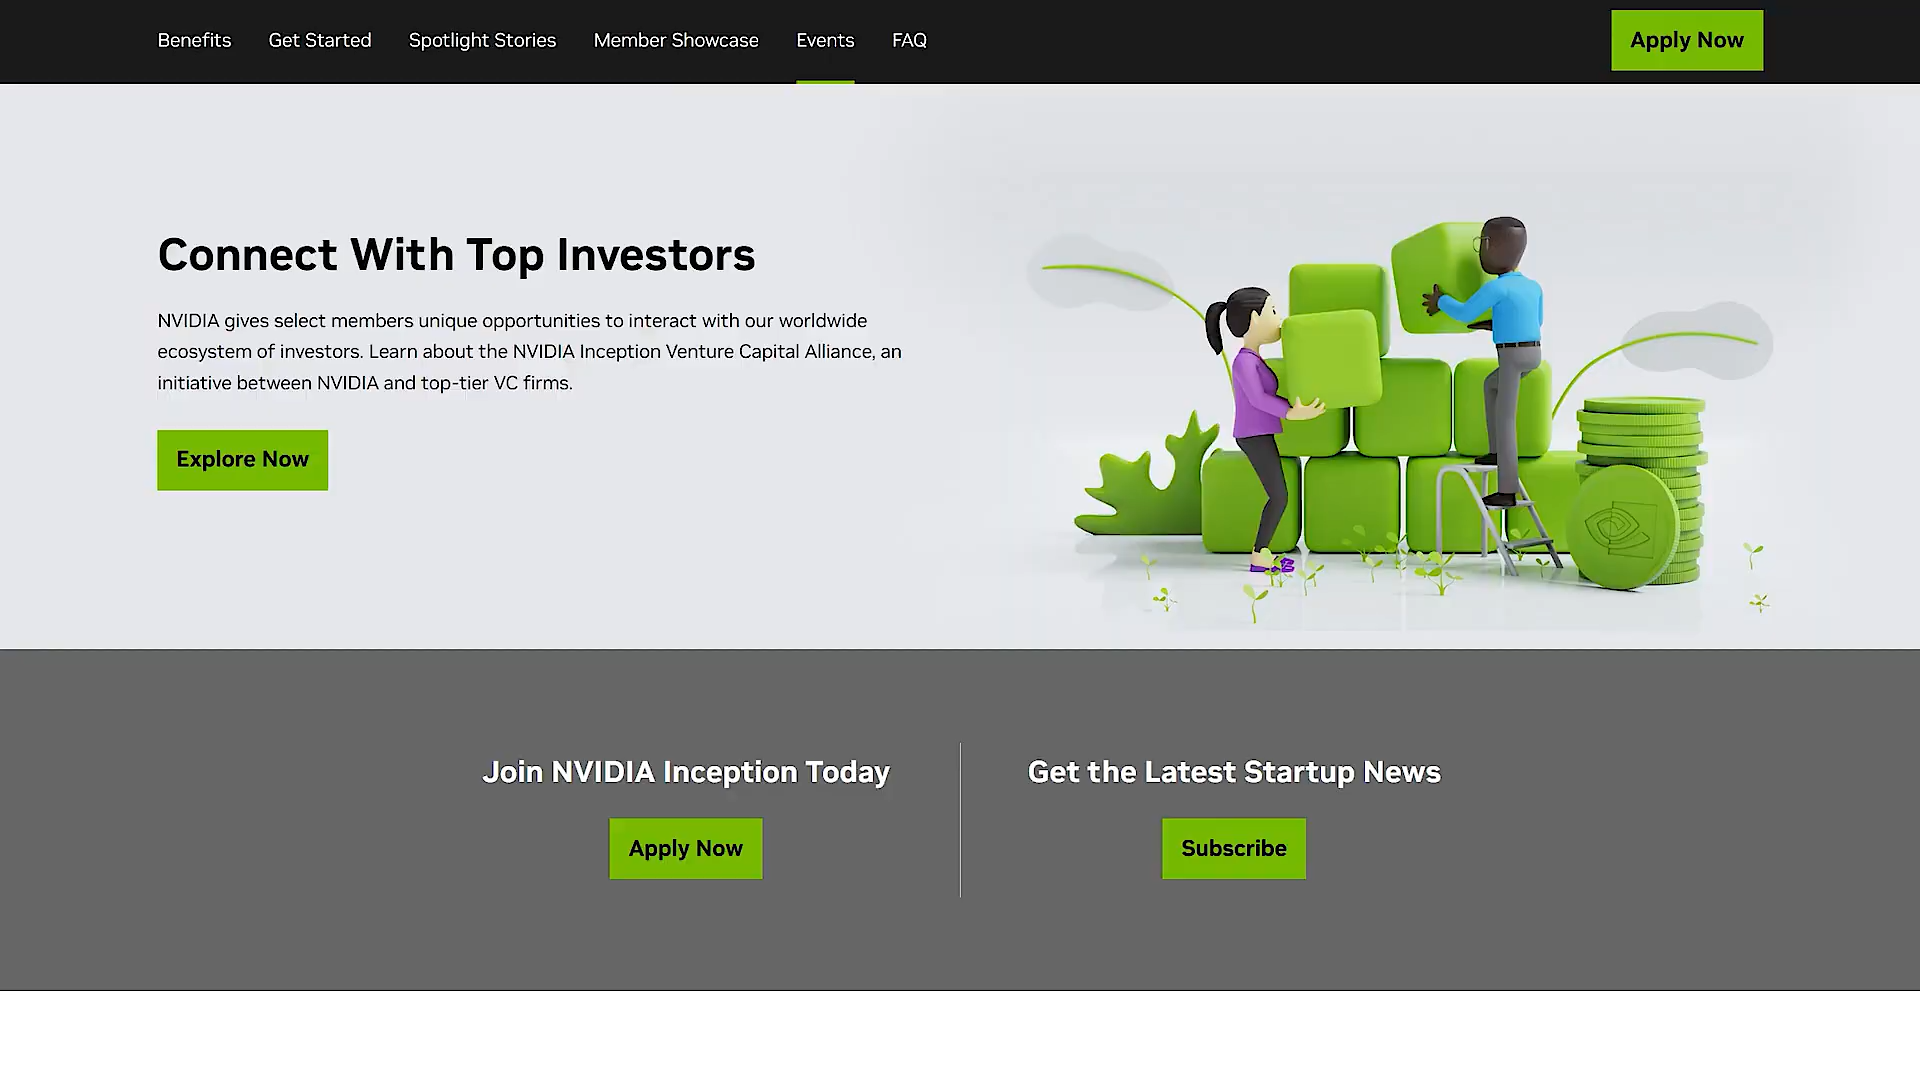 Benefits
Get Started
Spotlight Stories
Member Showcase
Events
FAQ
Apply Now
Connect With Top Investors
NVIDIA gives select members unique opportunities to interact with our worldwide
ecosystem of investors. Learn about the NVIDIA Inception Venture Capital Alliance, an
initiative between NVIDIA and top-tier VC firms.
Explore Now
Join NVIDIA Inception Today
Apply Now
Get the Latest Startup News
Subscribe